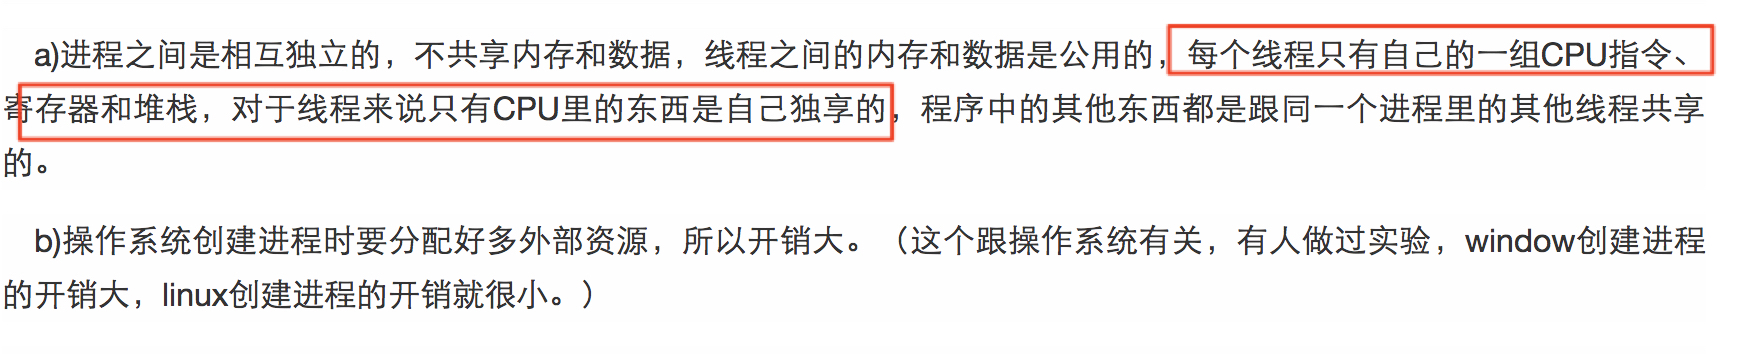 a)进程之间是相互独立的，不共享内存和数据，线程之间的内存和数据是公用的，每个线程只有自己的一组CPU指令、
寄存器和堆栈，对于线程来说只有CPU里的东西是自己独享的，程序中的其他东西都是跟同一个进程里的其他线程共享
的。
b)操作系统创建进程时要分配好多外部资源，所以开销大。（这个跟操作系统有关，有人做过实验，window创建进程
的开销大，linux创建进程的开销就很小。）